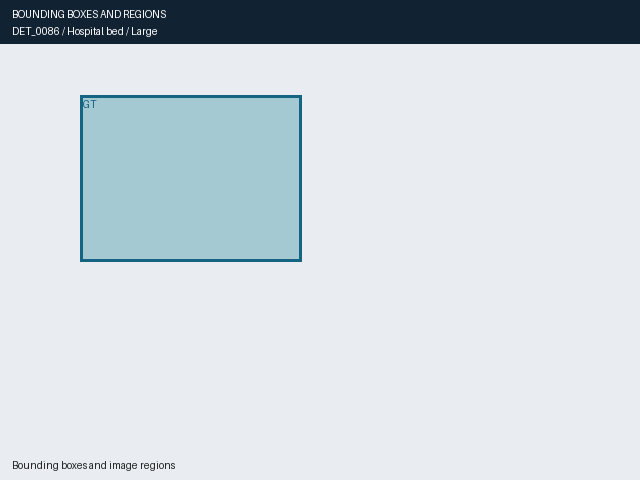 BOUNDING BOXES AND REGIONS
DET_0086 / Hospital bed / Large
GT
Bounding boxes and image regions